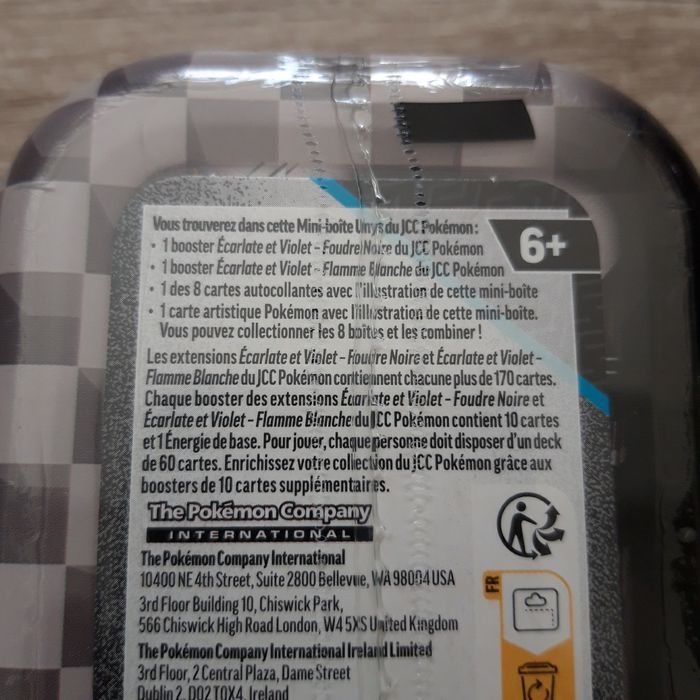 Vous trouverez dans cette Mini-boîte Unys du JCC Pokémon :
6+
• 1 booster Écarlate et Violet – Foudre Noire du JCC Pokémon
• 1 booster Écarlate et Violet – Flamme Blanche du JCC Pokémon
• 1 des 8 cartes autocollantes avec l'illustration de cette mini-boîte
• 1 carte artistique Pokémon avec l'illustration de cette mini-boîte.
Vous pouvez collectionner les 8 boîtes et les combiner !
Les extensions Écarlate et Violet – Foudre Noire et Écarlate et Violet –
Flamme Blanche du JCC Pokémon contiennent chacune plus de 170 cartes.
Chaque booster des extensions Écarlate et Violet – Foudre Noire et
Écarlate et Violet – Flamme Blanche du JCC Pokémon contient 10 cartes
et 1 Énergie de base. Pour jouer, chaque personne doit disposer d'un deck
de 60 cartes. Enrichissez votre collection du JCC Pokémon grâce aux
boosters de 10 cartes supplémentaires.
The Pokémon Company
INTERNATIONAL
The Pokémon Company International
10400 NE 4th Street, Suite 2800 Bellevue, WA 98004 USA
3rd Floor Building 10, Chiswick Park,
566 Chiswick High Road London, W4 5XS United Kingdom
FR
The Pokémon Company International Ireland Limited
3rd Floor, 2 Central Plaza, Dame Street
Dublin 2, D02 T0X4, Ireland